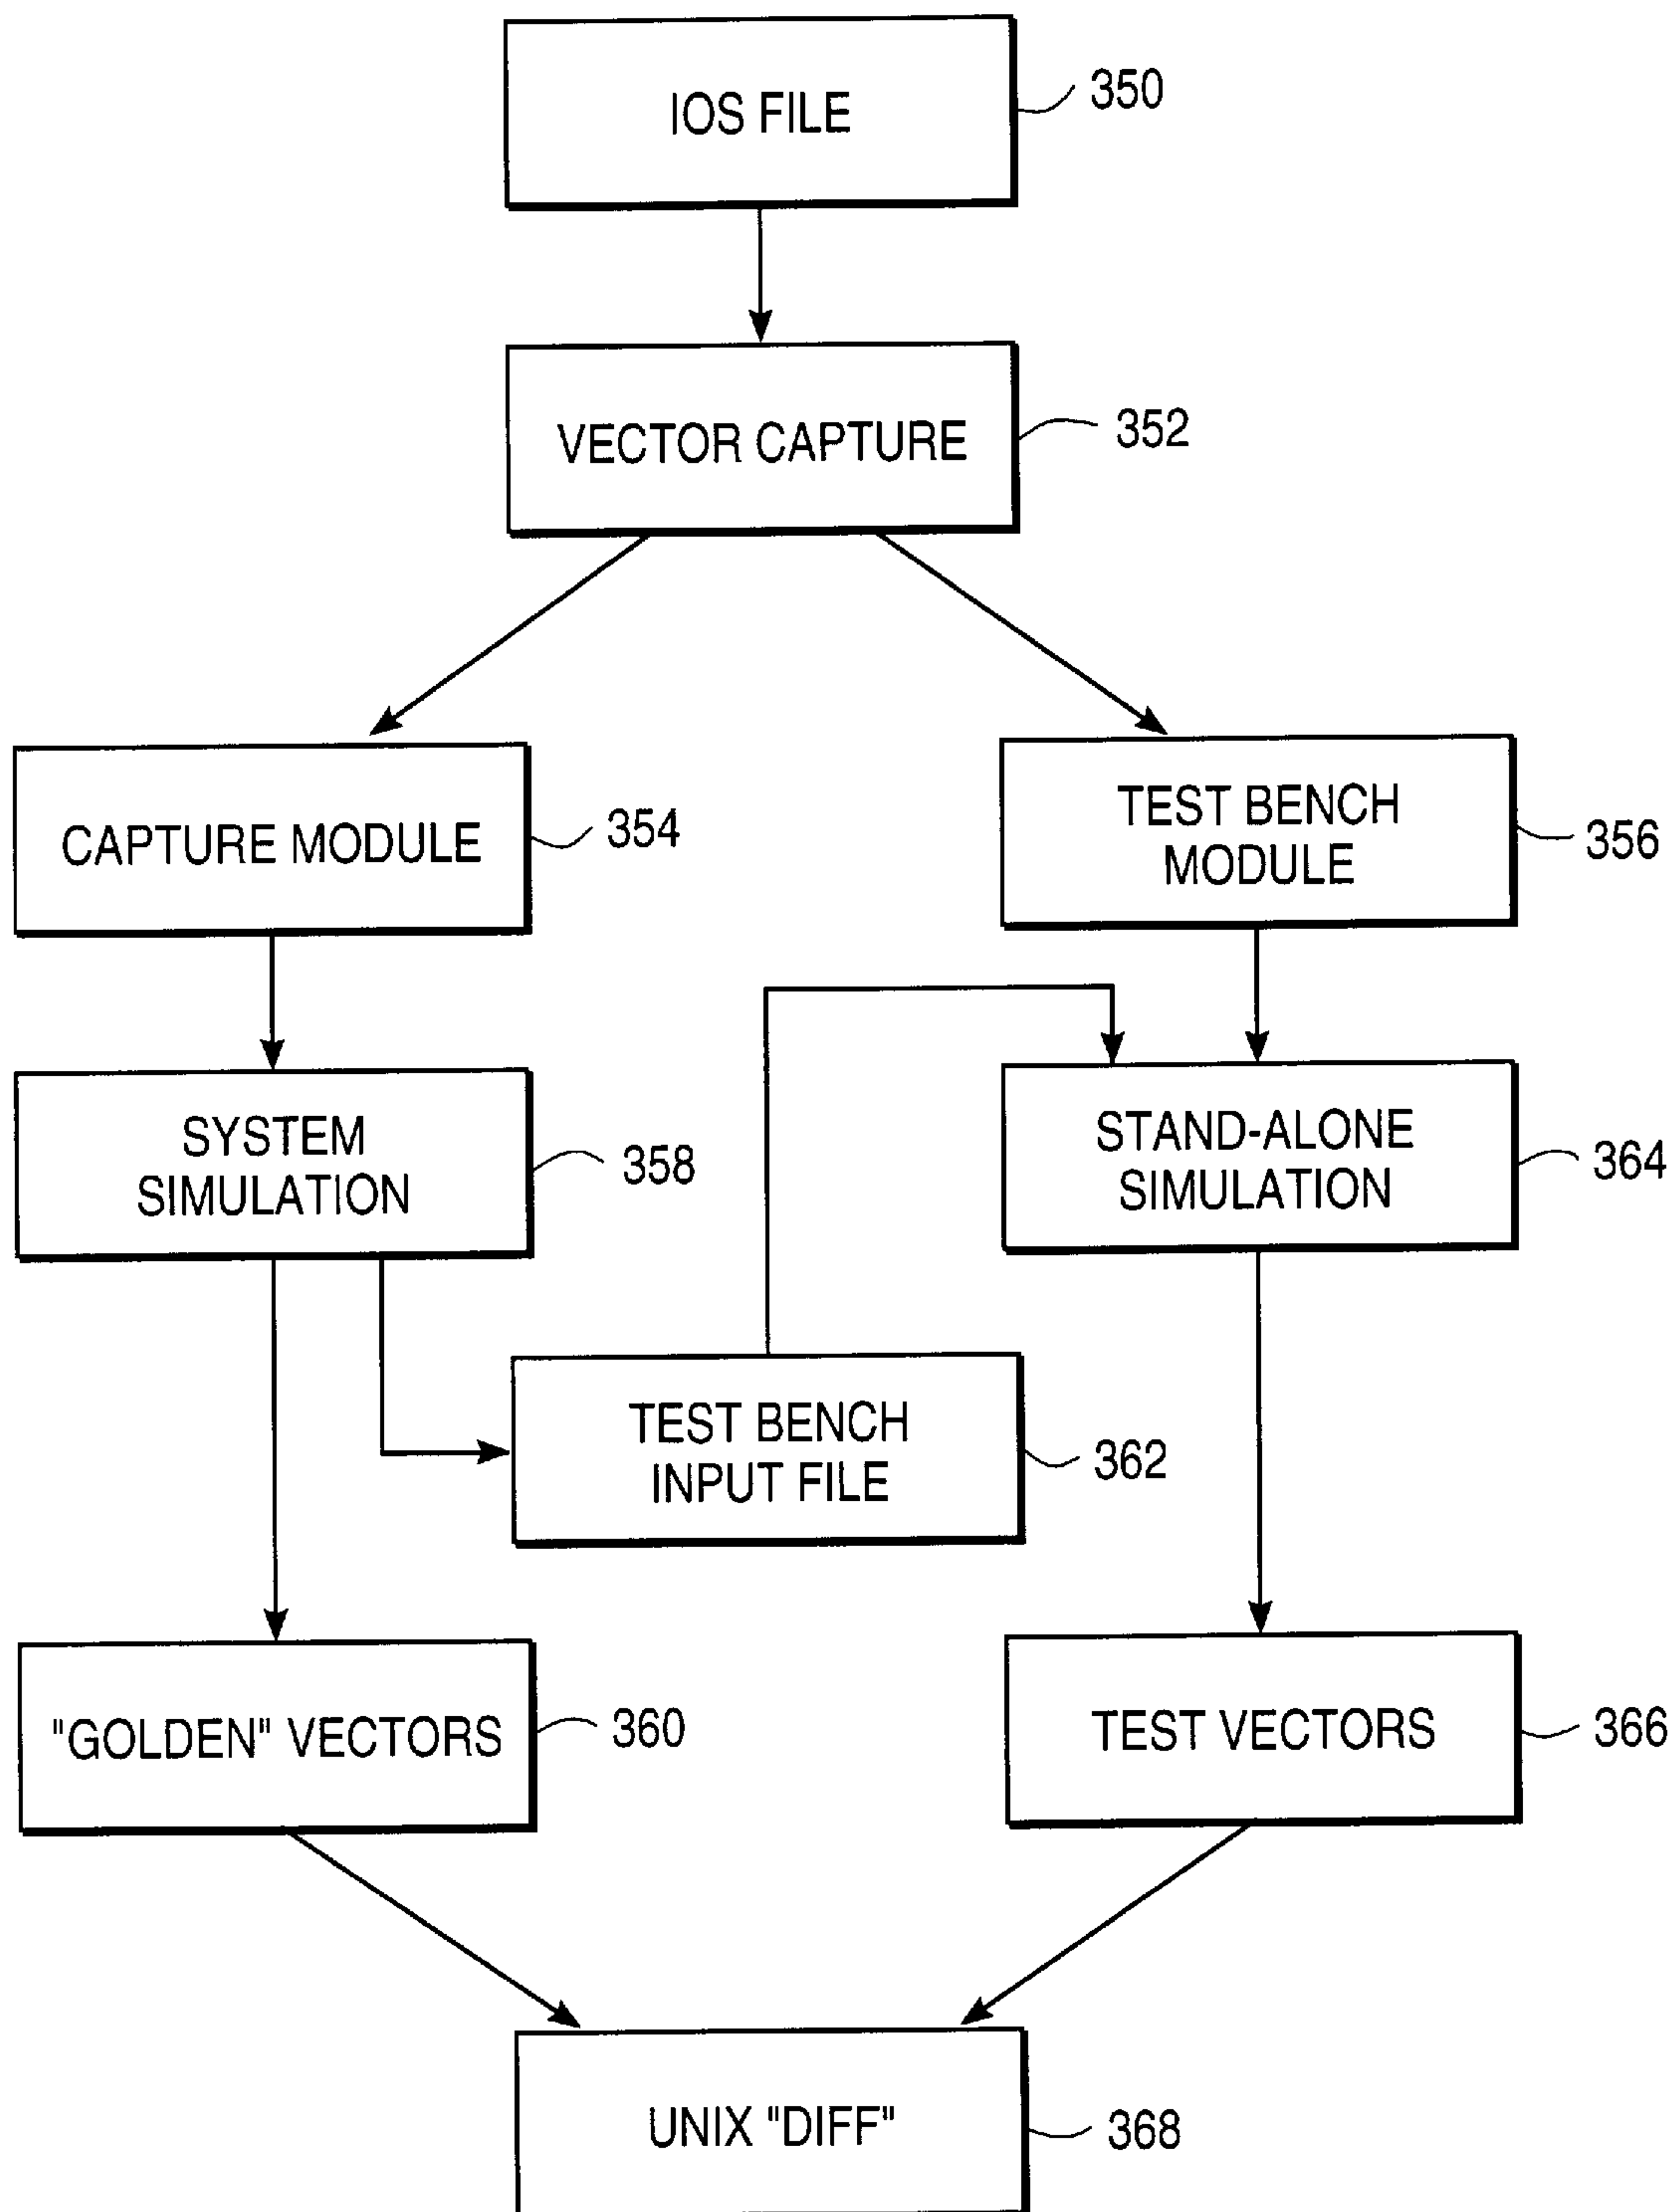 IOS FILE
350
VECTOR CAPTURE
352
CAPTURE MODULE
354
TEST BENCH
MODULE
356
SYSTEM
SIMULATION
358
STAND-ALONE
SIMULATION
364
TEST BENCH
INPUT FILE
362
"GOLDEN" VECTORS
360
TEST VECTORS
366
UNIX "DIFF"
368